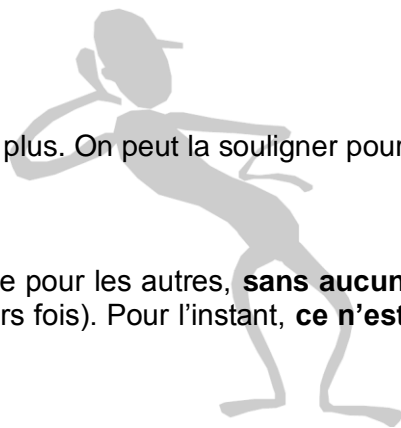 plus. On peut la souligner pour
e pour les autres, sans aucun
rs fois). Pour l’instant, ce n’est